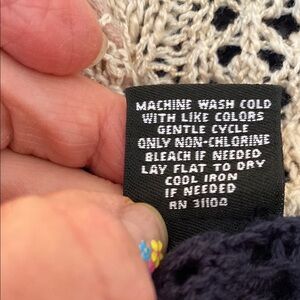 MACHINE WASH COLD
WITH LIKE COLORS
GENTLE CYCLE
ONLY NON-CHLORINE
BLEACH IF NEEDED
LAY FLAT TO DRY
COOL IRON
IF NEEDED
RN 31108